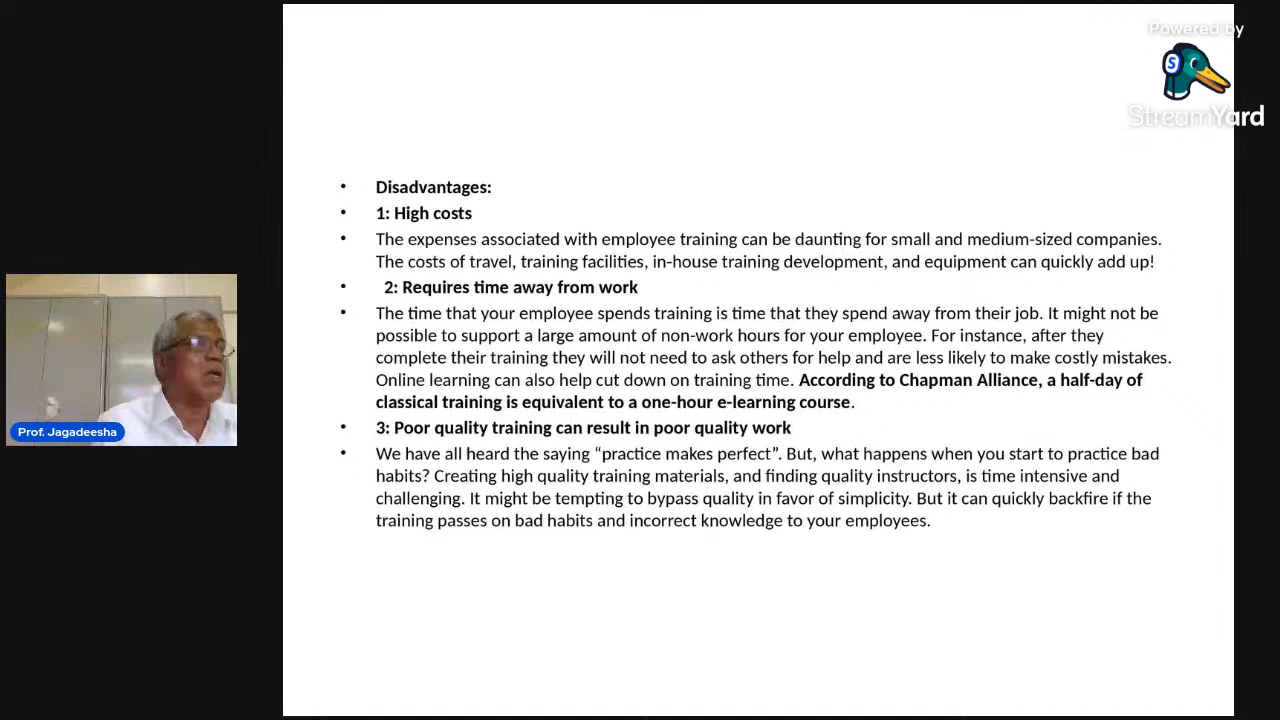 Powered by
StreamYard
Disadvantages:
1: High costs
The expenses associated with employee training can be daunting for small and medium-sized companies.
The costs of travel, training facilities, in-house training development, and equipment can quickly add up!
2: Requires time away from work
The time that your employee spends training is time that they spend away from their job. It might not be
possible to support a large amount of non-work hours for your employee. For instance, after they
complete their training they will not need to ask others for help and are less likely to make costly mistakes.
Online learning can also help cut down on training time. According to Chapman Alliance, a half-day of
classical training is equivalent to a one-hour e-learning course.
3: Poor quality training can result in poor quality work
We have all heard the saying “practice makes perfect”. But, what happens when you start to practice bad
habits? Creating high quality training materials, and finding quality instructors, is time intensive and
challenging. It might be tempting to bypass quality in favor of simplicity. But it can quickly backfire if the
training passes on bad habits and incorrect knowledge to your employees.
Prof. Jagadeesha